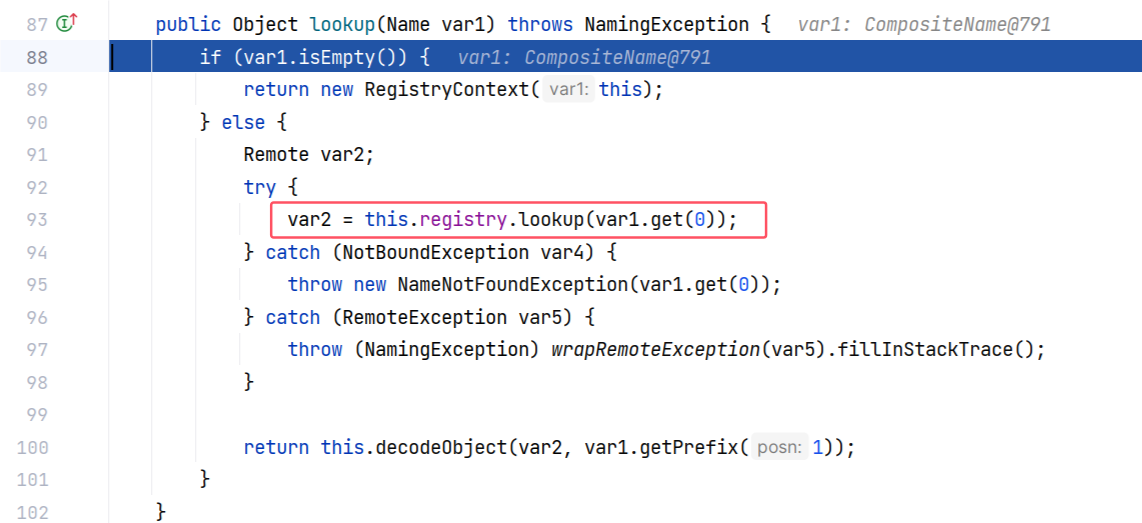 87 public Object lookup(Name var1) throws NamingException { var1: CompositeName@791
88 if (var1.isEmpty()) { var1: CompositeName@791
89 return new RegistryContext( var1: this);
90 } else {
91 Remote var2;
92 try {
93 var2 = this.registry.lookup(var1.get(0));
94 } catch (NotBoundException var4) {
95 throw new NameNotFoundException(var1.get(0));
96 } catch (RemoteException var5) {
97 throw (NamingException) wrapRemoteException(var5).fillInStackTrace();
98 }
99
100 return this.decodeObject(var2, var1.getPrefix( posn: 1));
101 }
102 }